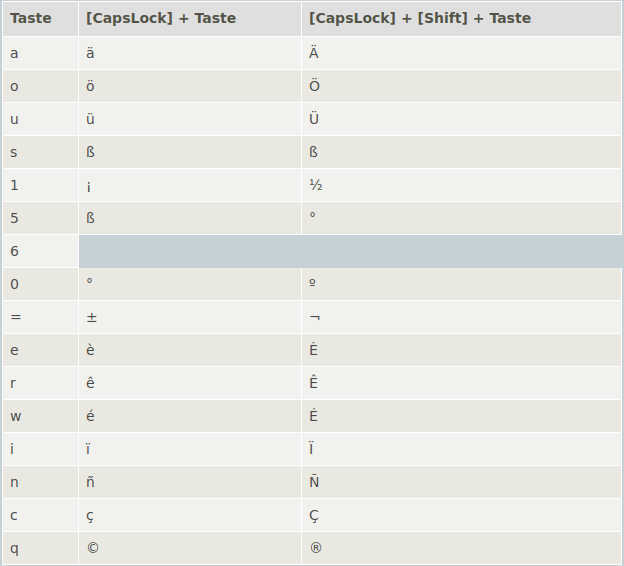 Taste [CapsLock] + Taste [CapsLock] + [Shift] + Taste
a ä Ä
o ö Ö
u ü Ü
s ß ß
1 ¡ ½
5 ß °
6
0 ° º
= ± ¬
e è È
r ê Ê
w é É
i ï Ï
n ñ Ñ
c ç Ç
q © ®